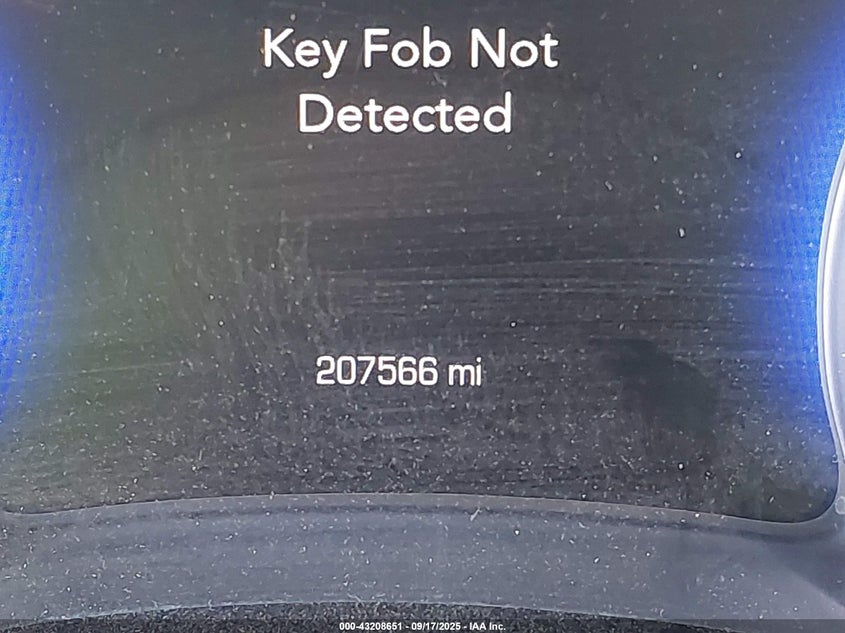 Key Fob Not
Detected
207566 mi
000-43208651 - 09/17/2025 - IAA Inc.